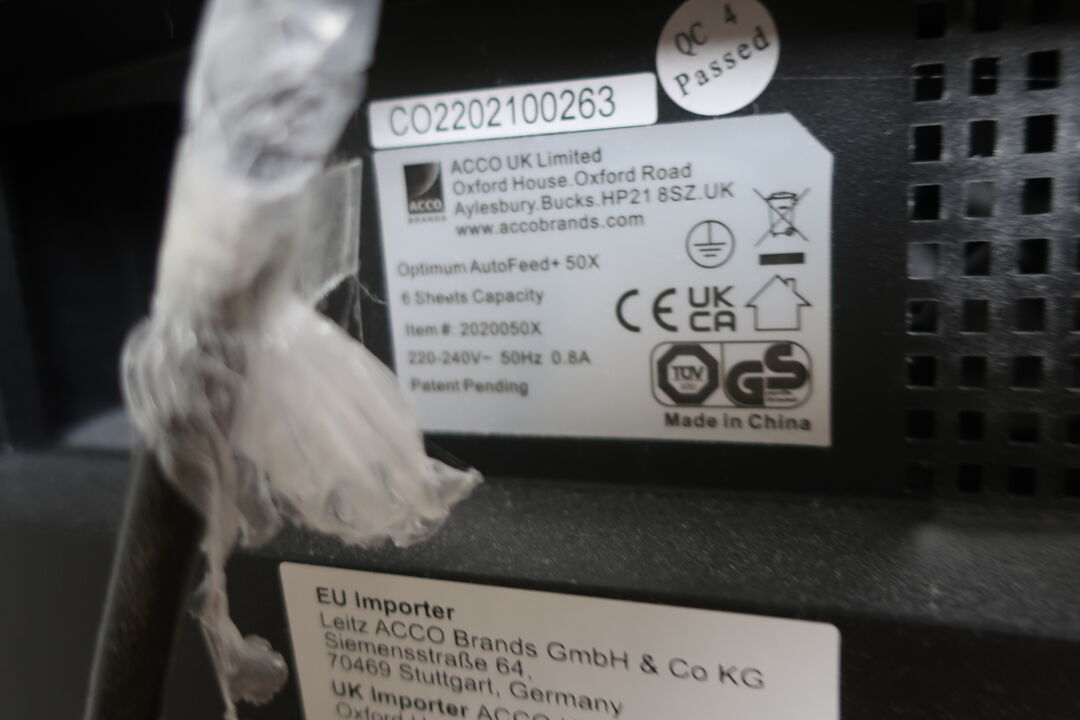 QC 4
Passed
CO2202100263
ACCO
BRANDS
ACCO UK Limited
Oxford House.Oxford Road
Aylesbury.Bucks.HP21 8SZ.UK
www.accobrands.com
Optimum AutoFeed+ 50X
6 Sheets Capacity
Item #: 2020050X
220-240V~ 50Hz 0.8A
Patent Pending
CE
UK
CA
TÜV
GS
Made in China
EU Importer
Leitz ACCO Brands GmbH & Co KG
Siemensstraße 64,
70469 Stuttgart, Germany
UK Importer ACCO
Oxford